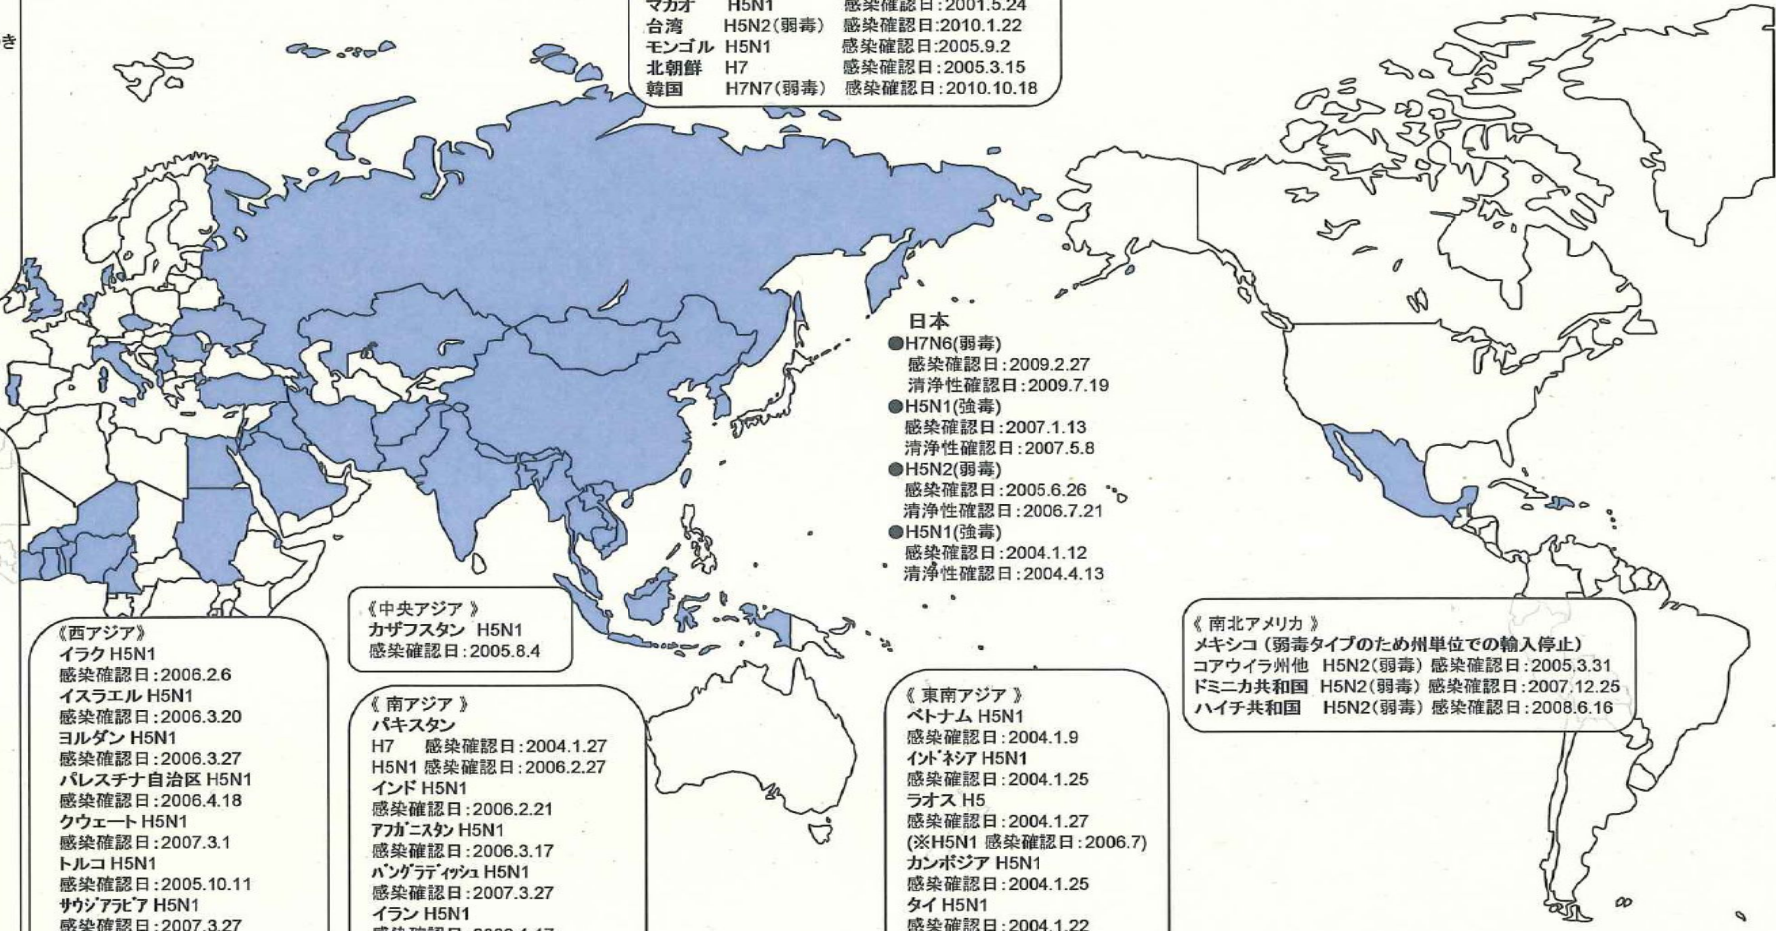 き
マカオ H5N1 感染確認日:2001.5.24
台湾 H5N2(弱毒) 感染確認日:2010.1.22
モンゴル H5N1 感染確認日:2005.9.2
北朝鮮 H7 感染確認日:2005.3.15
韓国 H7N7(弱毒) 感染確認日:2010.10.18
日本
●H7N6(弱毒)
感染確認日:2009.2.27
清浄性確認日:2009.7.19
●H5N1(強毒)
感染確認日:2007.1.13
清浄性確認日:2007.5.8
●H5N2(弱毒)
感染確認日:2005.6.26
清浄性確認日:2006.7.21
●H5N1(強毒)
感染確認日:2004.1.12
清浄性確認日:2004.4.13
《西アジア》
イラク H5N1
感染確認日:2006.2.6
イスラエル H5N1
感染確認日:2006.3.20
ヨルダン H5N1
感染確認日:2006.3.27
パレスチナ自治区 H5N1
感染確認日:2006.4.18
クウェート H5N1
感染確認日:2007.3.1
トルコ H5N1
感染確認日:2005.10.11
サウジアラビア H5N1
感染確認日:2007.3.27
《中央アジア 》
カザフスタン H5N1
感染確認日:2005.8.4
《 南アジア 》
パキスタン
H7 感染確認日:2004.1.27
H5N1 感染確認日:2006.2.27
インド H5N1
感染確認日:2006.2.21
アフガニスタン H5N1
感染確認日:2006.3.17
バングラディッシュ H5N1
感染確認日:2007.3.27
イラン H5N1
《 東南アジア 》
ベトナム H5N1
感染確認日:2004.1.9
インドネシア H5N1
感染確認日:2004.1.25
ラオス H5
感染確認日:2004.1.27
(※H5N1 感染確認日:2006.7)
カンボジア H5N1
感染確認日:2004.1.25
タイ H5N1
感染確認日:2004.1.22
《 南北アメリカ 》
メキシコ (弱毒タイプのため州単位での輸入停止)
コアウイラ州他 H5N2(弱毒) 感染確認日:2005.3.31
ドミニカ共和国 H5N2(弱毒) 感染確認日:2007.12.25
ハイチ共和国 H5N2(弱毒) 感染確認日:2008.6.16